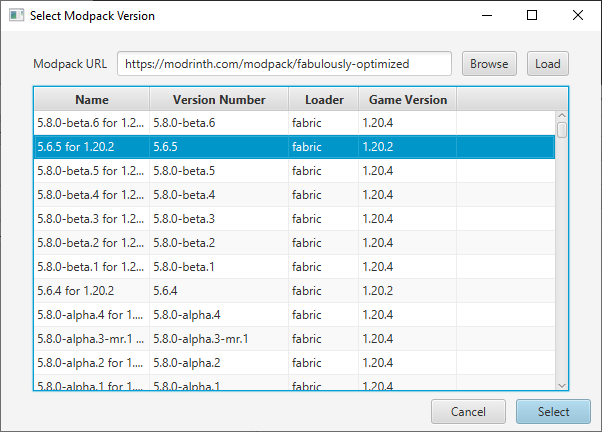 Select Modpack Version
Modpack URL https://modrinth.com/modpack/fabulously-optimized Browse Load
Name Version Number Loader Game Version
5.8.0-beta.6 for 1.2... 5.8.0-beta.6 fabric 1.20.4
5.6.5 for 1.20.2 5.6.5 fabric 1.20.2
5.8.0-beta.5 for 1.2... 5.8.0-beta.5 fabric 1.20.4
5.8.0-beta.4 for 1.2... 5.8.0-beta.4 fabric 1.20.4
5.8.0-beta.3 for 1.2... 5.8.0-beta.3 fabric 1.20.4
5.8.0-beta.2 for 1.2... 5.8.0-beta.2 fabric 1.20.4
5.8.0-beta.1 for 1.2... 5.8.0-beta.1 fabric 1.20.4
5.6.4 for 1.20.2 5.6.4 fabric 1.20.2
5.8.0-alpha.4 for 1.... 5.8.0-alpha.4 fabric 1.20.4
5.8.0-alpha.3-mr.1 ... 5.8.0-alpha.3-mr.1 fabric 1.20.4
5.8.0-alpha.2 for 1.... 5.8.0-alpha.2 fabric 1.20.4
5.8.0-alpha.1 for 1.... 5.8.0-alpha.1 fabric 1.20.4
Cancel Select